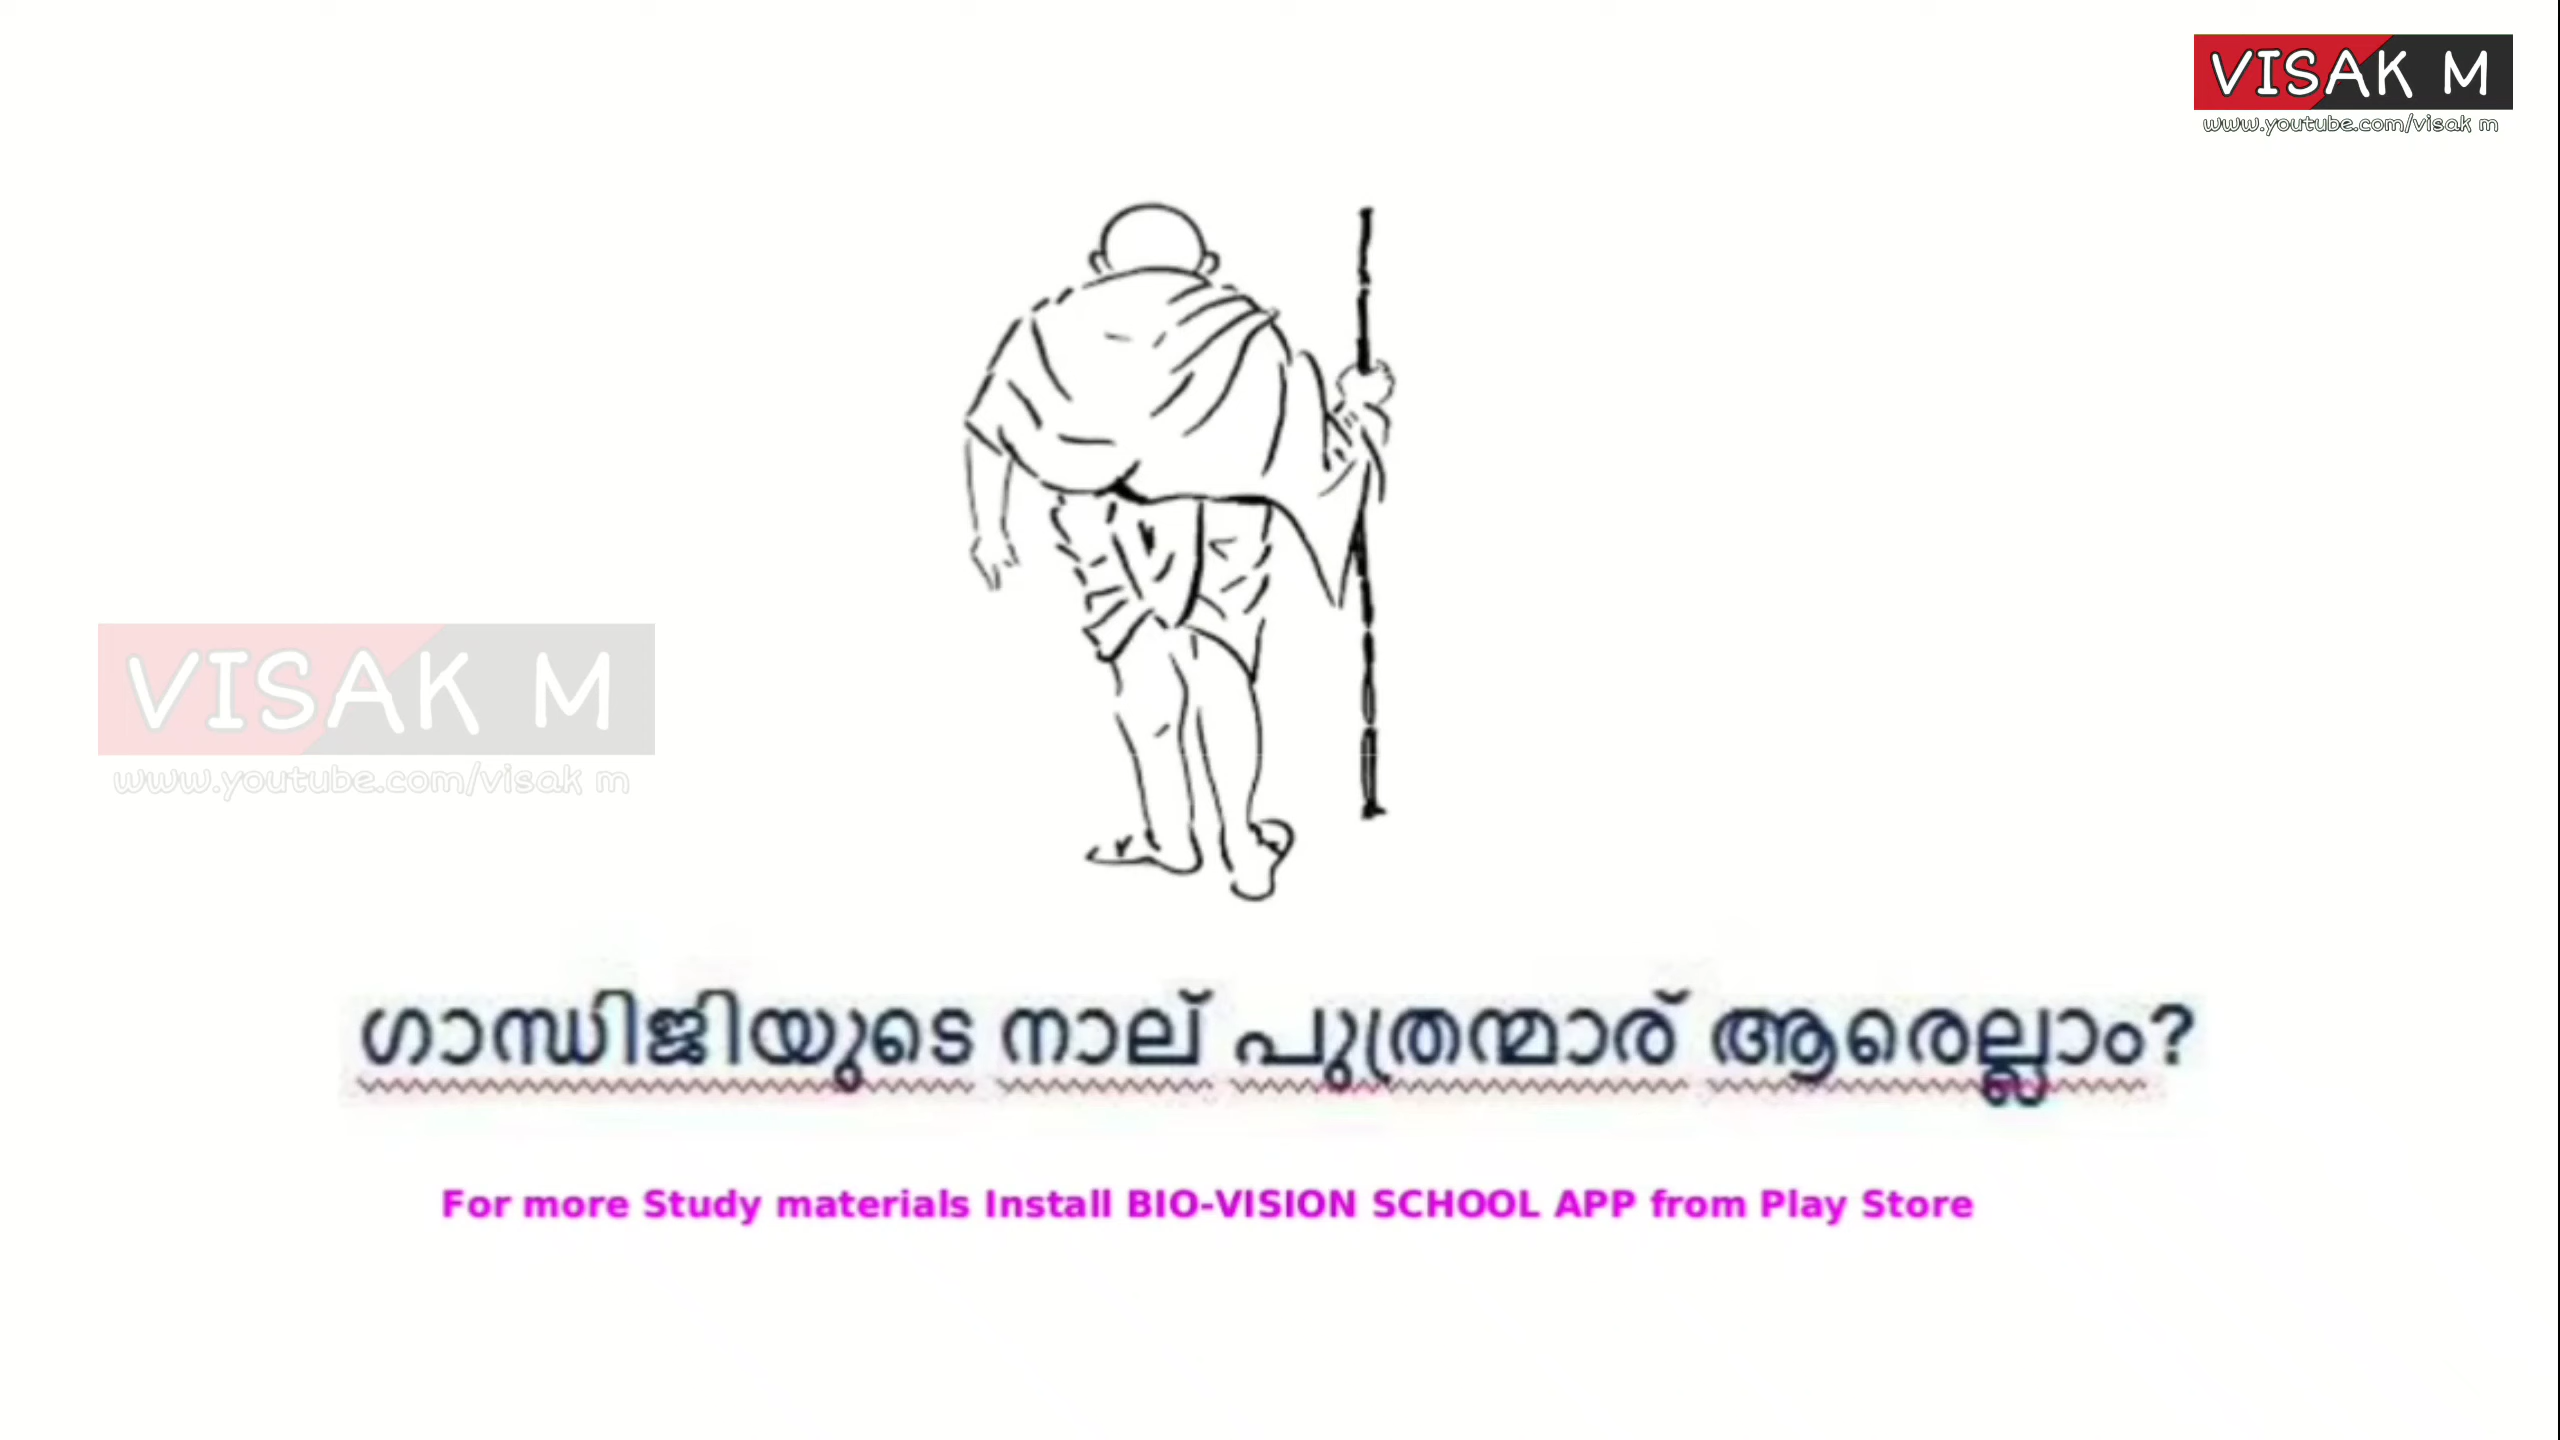 VISAK M
www.youtube.com/visak m
VISAK M
www.youtube.com/visak m
ഗാന്ധിജിയുടെ നാല് പുത്രന്മാര് ആരെല്ലാം?
For more Study materials Install BIO-VISION SCHOOL APP from Play Store